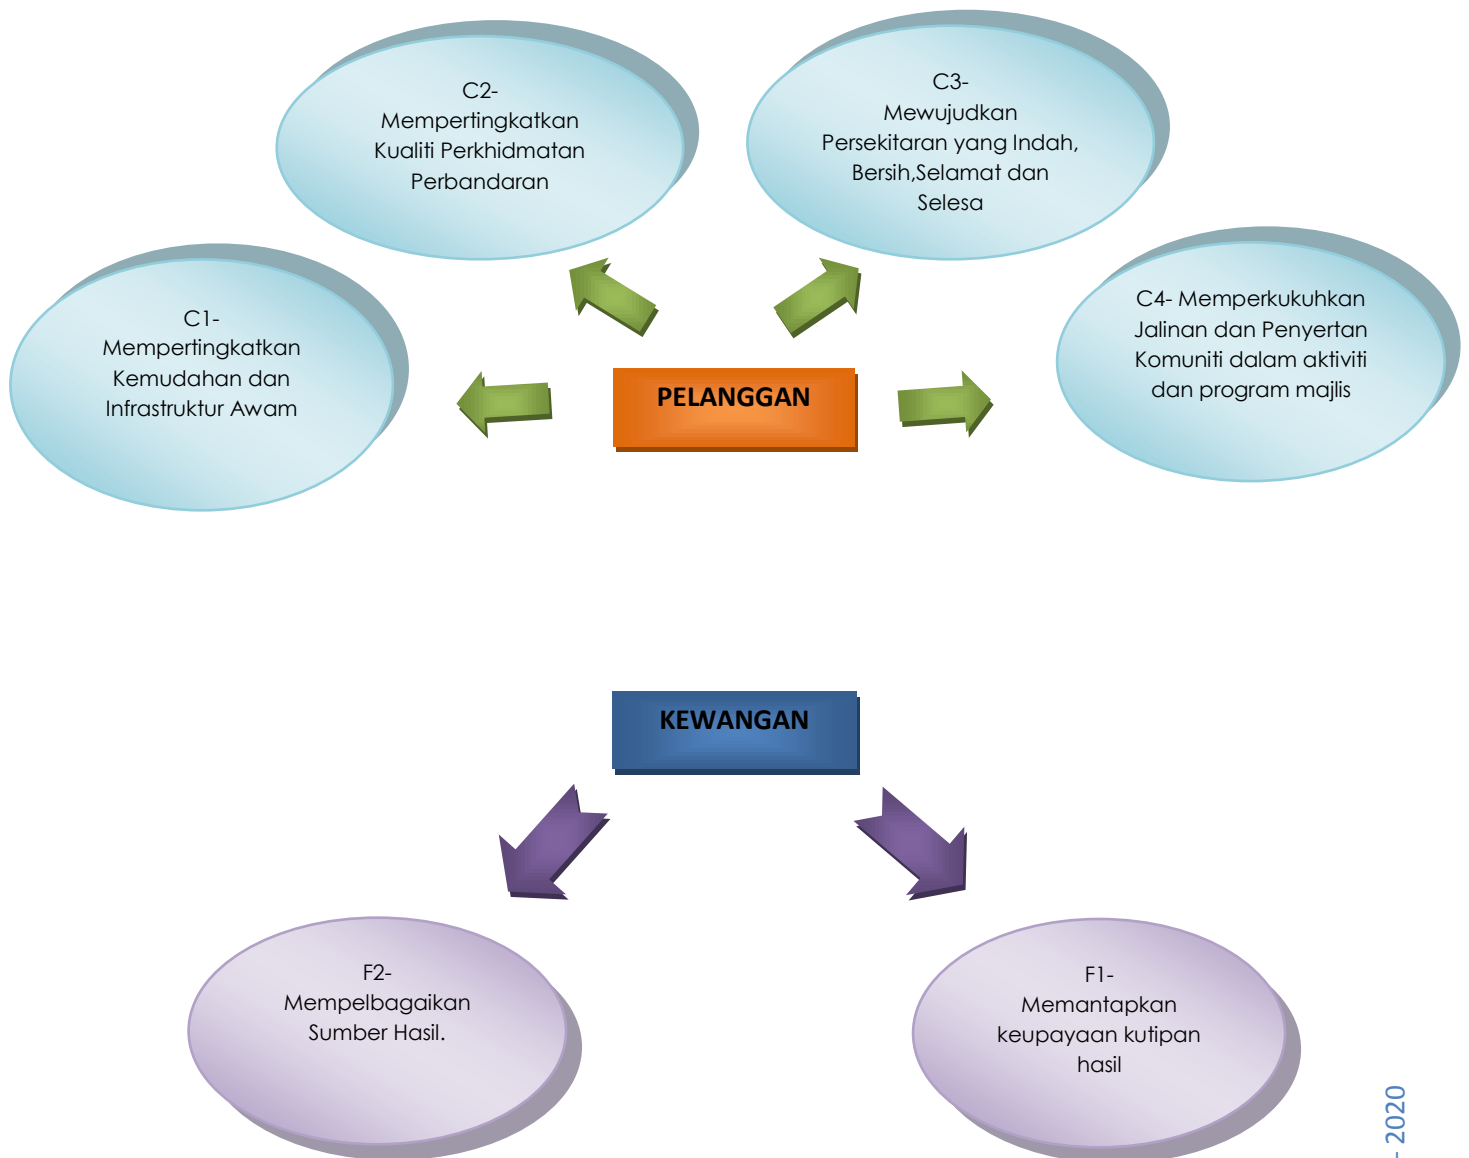 C2-
Mempertingkatkan
Kualiti Perkhidmatan
Perbandaran
C3-
Mewujudkan
Persekitaran yang Indah,
Bersih,Selamat dan
Selesa
C1-
Mempertingkatkan
Kemudahan dan
Infrastruktur Awam
C4- Memperkukuhkan
Jalinan dan Penyertan
Komuniti dalam aktiviti
dan program majlis
PELANGGAN
KEWANGAN
F2-
Mempelbagaikan
Sumber Hasil.
F1-
Memantapkan
keupayaan kutipan
hasil
- 2020